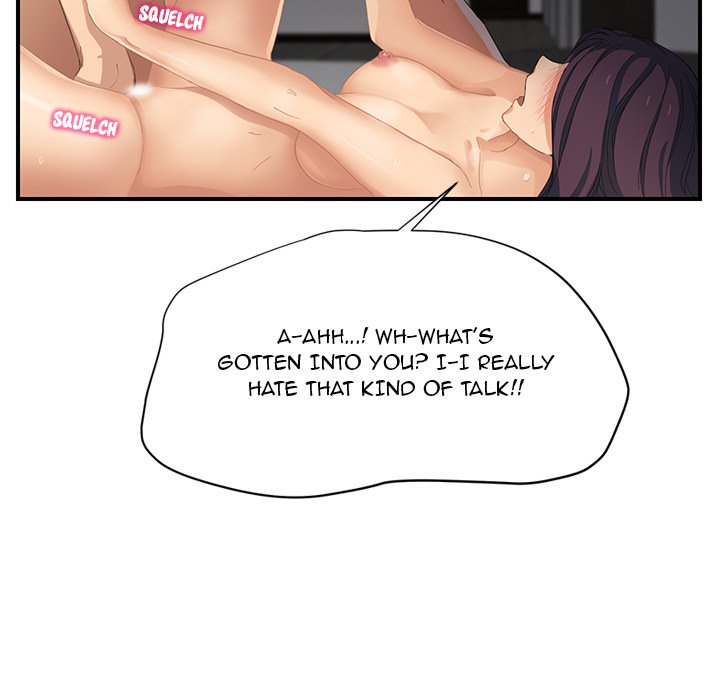 SQUELCH
SQUELCH
A-AHH...! WH-WHAT'S
GOTTEN INTO YOU? I-I REALLY
HATE THAT KIND OF TALK!!